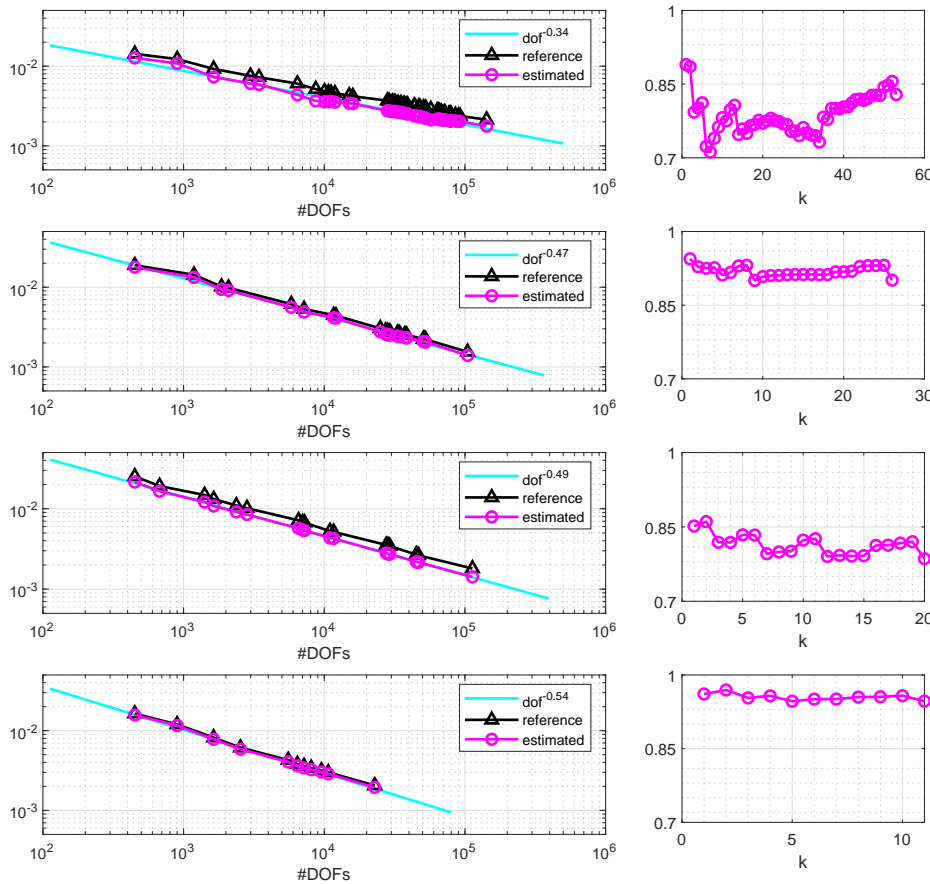 10^-2
10^-3
10^2 10^3 10^4 10^5 10^6
#DOFs
dof^-0.34
reference
estimated
1
0.85
0.7
0 20 40 60
k
10^-2
10^-3
10^2 10^3 10^4 10^5 10^6
#DOFs
dof^-0.47
reference
estimated
1
0.85
0.7
0 10 20 30
k
10^-2
10^-3
10^2 10^3 10^4 10^5 10^6
#DOFs
dof^-0.49
reference
estimated
1
0.85
0.7
0 5 10 15 20
k
10^-2
10^-3
10^2 10^3 10^4 10^5 10^6
#DOFs
dof^-0.54
reference
estimated
1
0.85
0.7
0 5 10
k